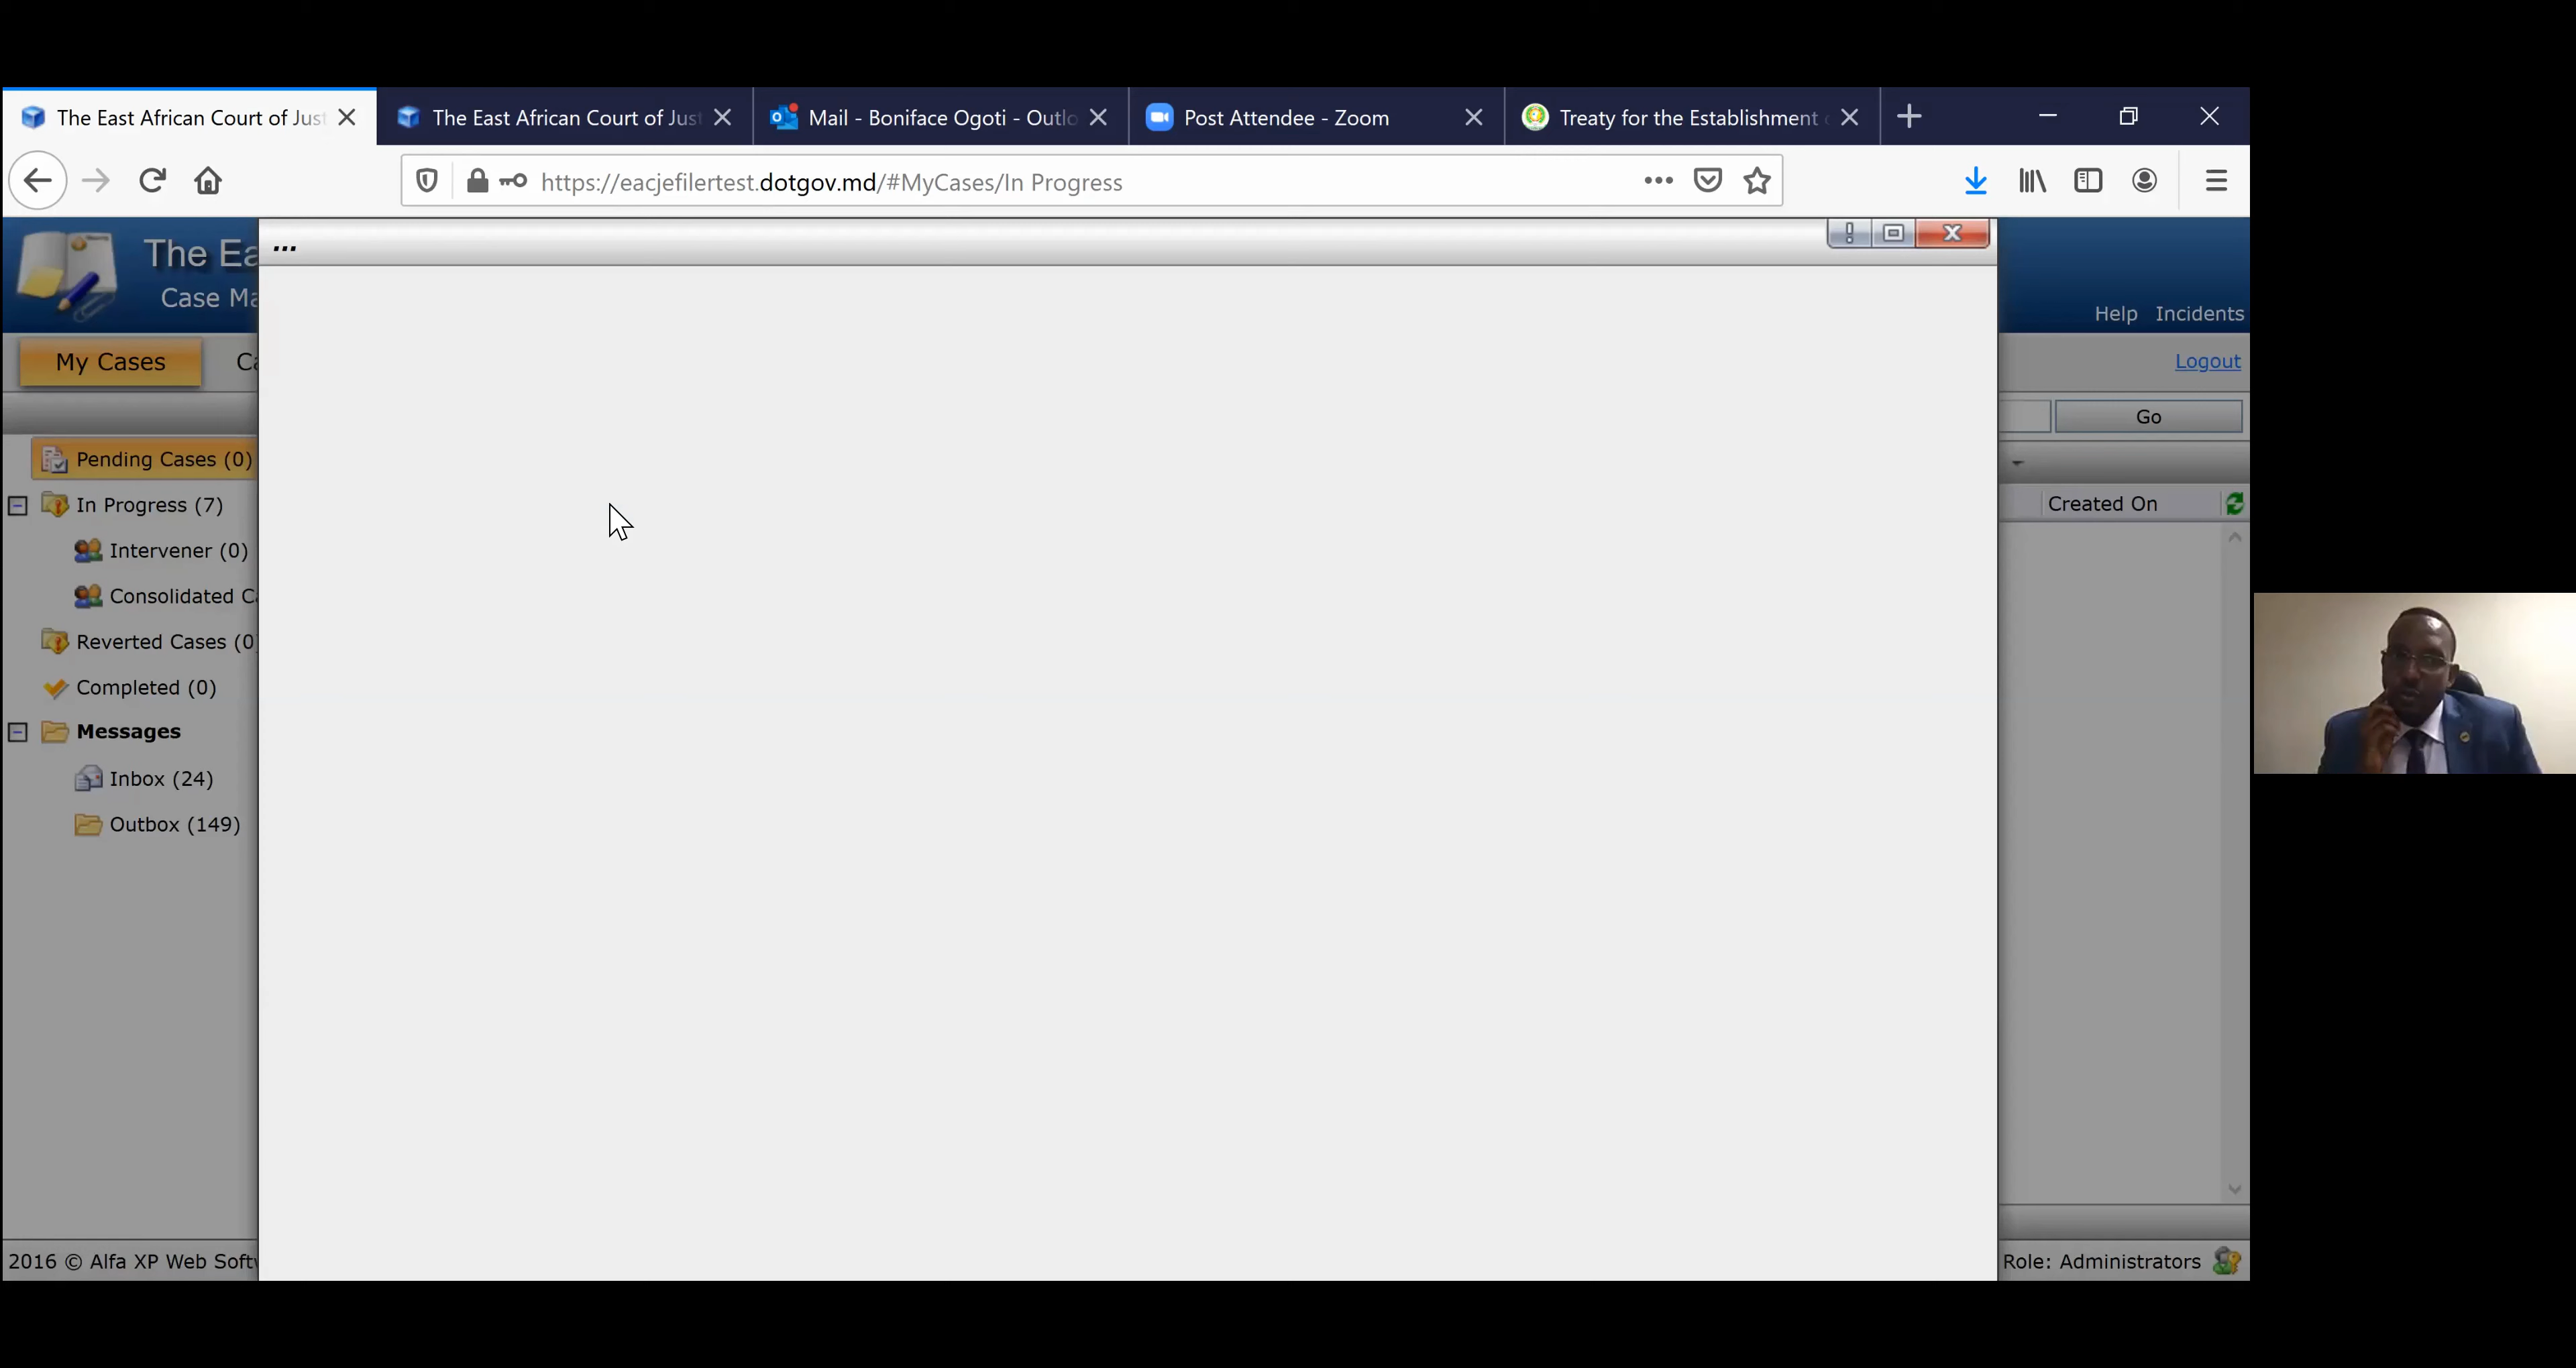 The East African Court of Just
The East African Court of Just
Mail - Boniface Ogoti - Outlo
Post Attendee - Zoom
Treaty for the Establishment
https://eacjefilertest.dotgov.md/#MyCases/In Progress
...
The Ea
Case Ma
Help Incidents
My Cases
Ca
Logout
Go
Pending Cases (0)
Created On
In Progress (7)
Intervener (0)
Consolidated Ca
Reverted Cases (0)
Completed (0)
Messages
Inbox (24)
Outbox (149)
2016 © Alfa XP Web Softw
Role: Administrators